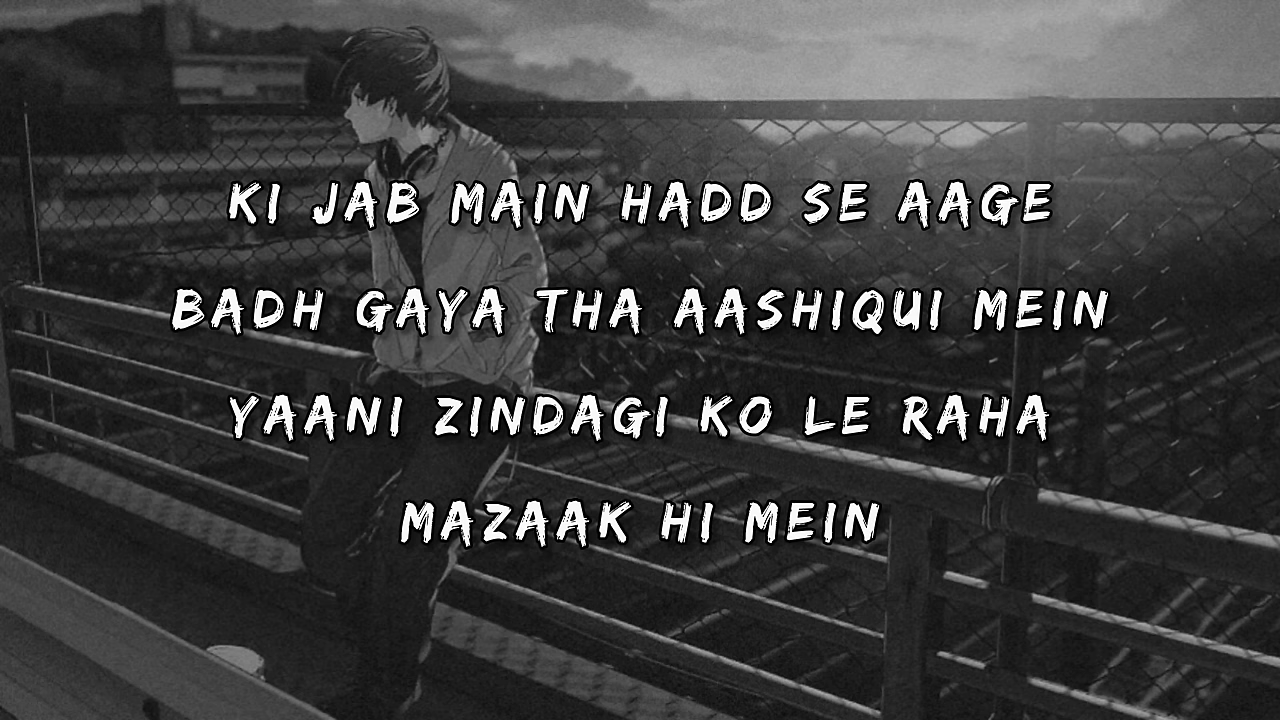 KI JAB MAIN HADD SE AAGE
BADH GAYA THA AASHIQUI MEIN
YAANI ZINDAGI KO LE RAHA
MAZAAK HI MEIN